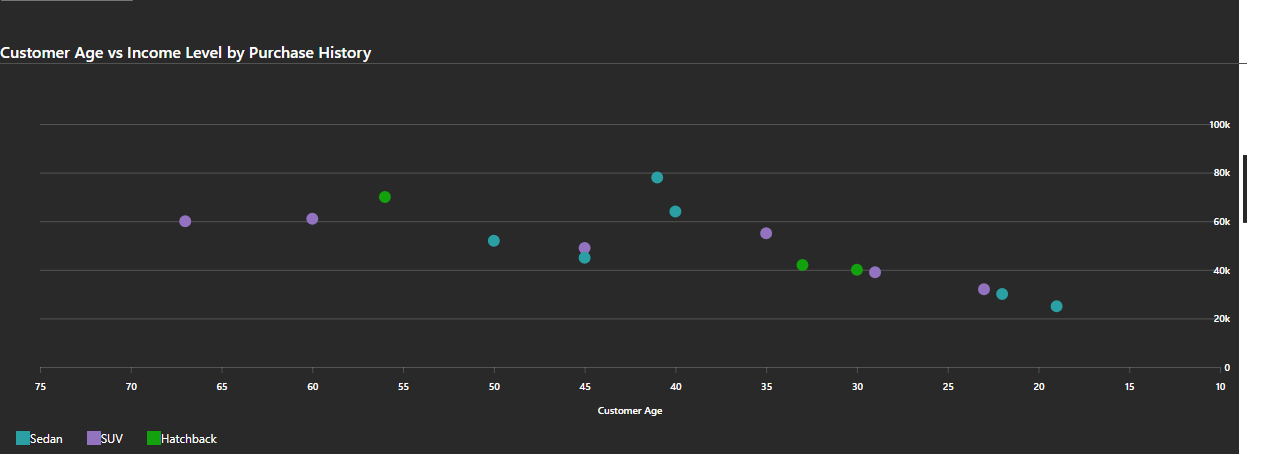 Customer Age vs Income Level by Purchase History
100k
80k
60k
40k
20k
0
75 70 65 60 55 50 45 40 35 30 25 20 15 10
Customer Age
Sedan SUV Hatchback